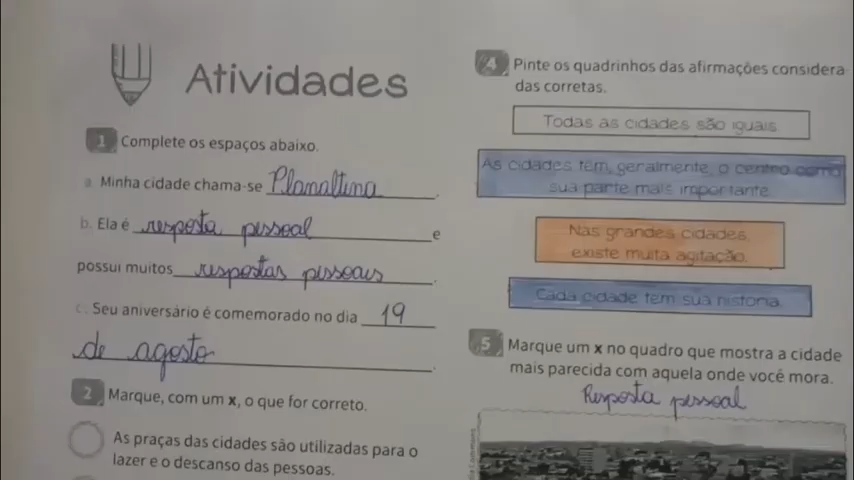 Atividades
1 Complete os espaços abaixo.
a. Minha cidade chama-se Planaltina.
b. Ela é resposta pessoal e
possui muitos respostas pessoais.
c. Seu aniversário é comemorado no dia 19
de agosto.
2 Marque, com um x, o que for correto.
As praças das cidades são utilizadas para o
lazer e o descanso das pessoas.
4 Pinte os quadrinhos das afirmações considera
das corretas.
Todas as cidades são iguais.
As cidades têm, geralmente, o centro como
sua parte mais importante.
Nas grandes cidades,
existe muita agitação.
Cada cidade tem sua história.
5 Marque um x no quadro que mostra a cidade
mais parecida com aquela onde você mora.
Resposta pessoal